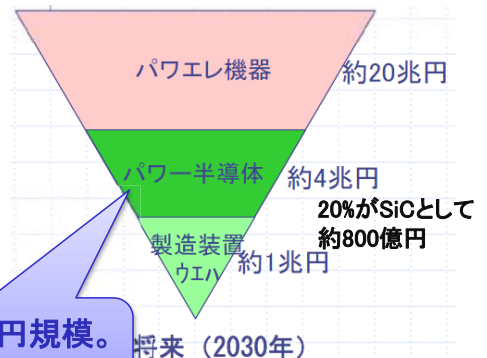 パワエレ機器
約20兆円
パワー半導体
約4兆円
20%がSiCとして
約800億円
製造装置
ウエハ
約1兆円
円規模。
将来（2030年）